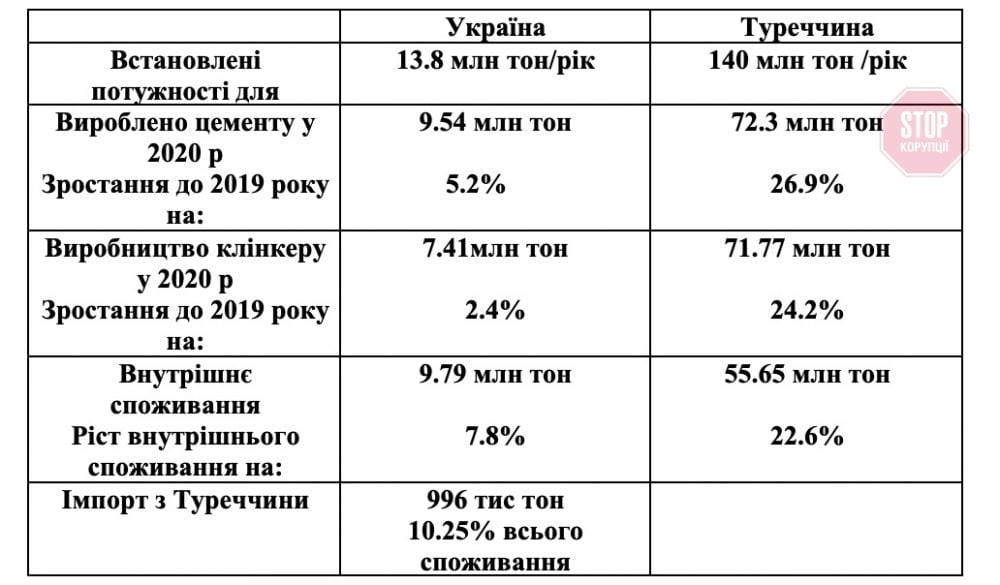 Україна Туреччина
Встановлені 13.8 млн тон/рік 140 млн тон /рік
потужності для
Вироблено цементу у 9.54 млн тон 72.3 млн тон
2020 р
Зростання до 2019 року 5.2% 26.9%
на:
STOP
КОРУПЦІЇ
Виробництво клінкеру 7.41млн тон 71.77 млн тон
у 2020 р
Зростання до 2019 року 2.4% 24.2%
на:
Внутрішнє 9.79 млн тон 55.65 млн тон
споживання
Ріст внутрішнього 7.8% 22.6%
споживання на:
Імпорт з Туреччини 996 тис тон
10.25% всього
споживання